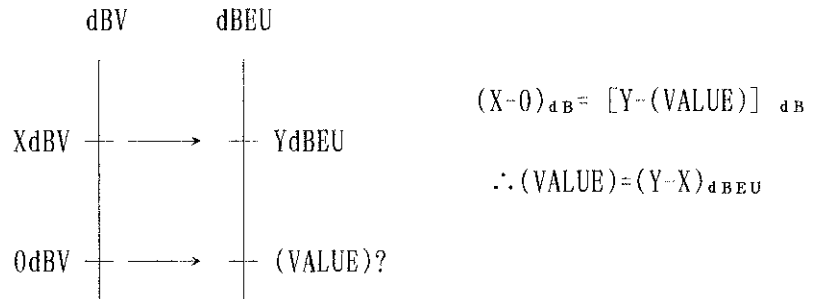 dBV dBEU
(X-0)dB= [Y-(VALUE)] dB
XdBV YdBEU
∴(VALUE)=(Y-X)dBEU
0dBV (VALUE)?